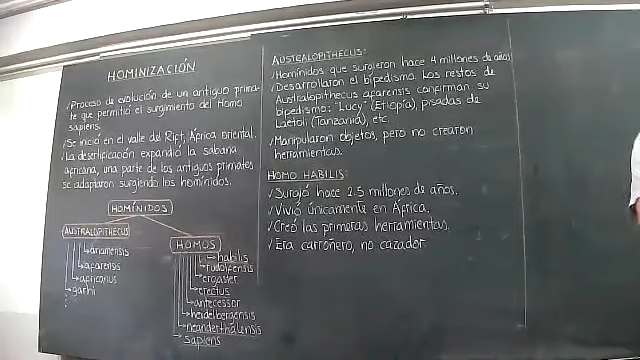 HOMINIZACIÓN
✓Proceso de evolución de un antiguo prima-
te que permitió el surgimiento del Homo
sapiens.
✓Se inició en el valle del Rift, África oriental.
✓La desertificación expandió la sabana
africana, una parte de los antiguos primates
se adaptaron surgiendo los homínidos.
HOMÍNIDOS
AUSTRALOPITHECUS
anamensis
afarensis
africanus
garhi
HOMOS
habilis
rudolfensis
ergaster
erectus
antecessor
heidelbergensis
neanderthalensis
sapiens
AUSTRALOPITHECUS:
✓Homínidos que surgieron hace 4 millones de años
✓Desarrollaron el bipedismo. Los restos de
Australopithecus afarensis confirman su
bipedismo: "Lucy" (Etiopía), pisadas de
Laetoli (Tanzania), etc
✓Manipularon objetos, pero no crearon
herramientas.
HOMO HABILIS:
✓Surgió hace 2.5 millones de años.
✓Vivió únicamente en África.
✓Creó las primeras herramientas.
✓Era carroñero, no cazador